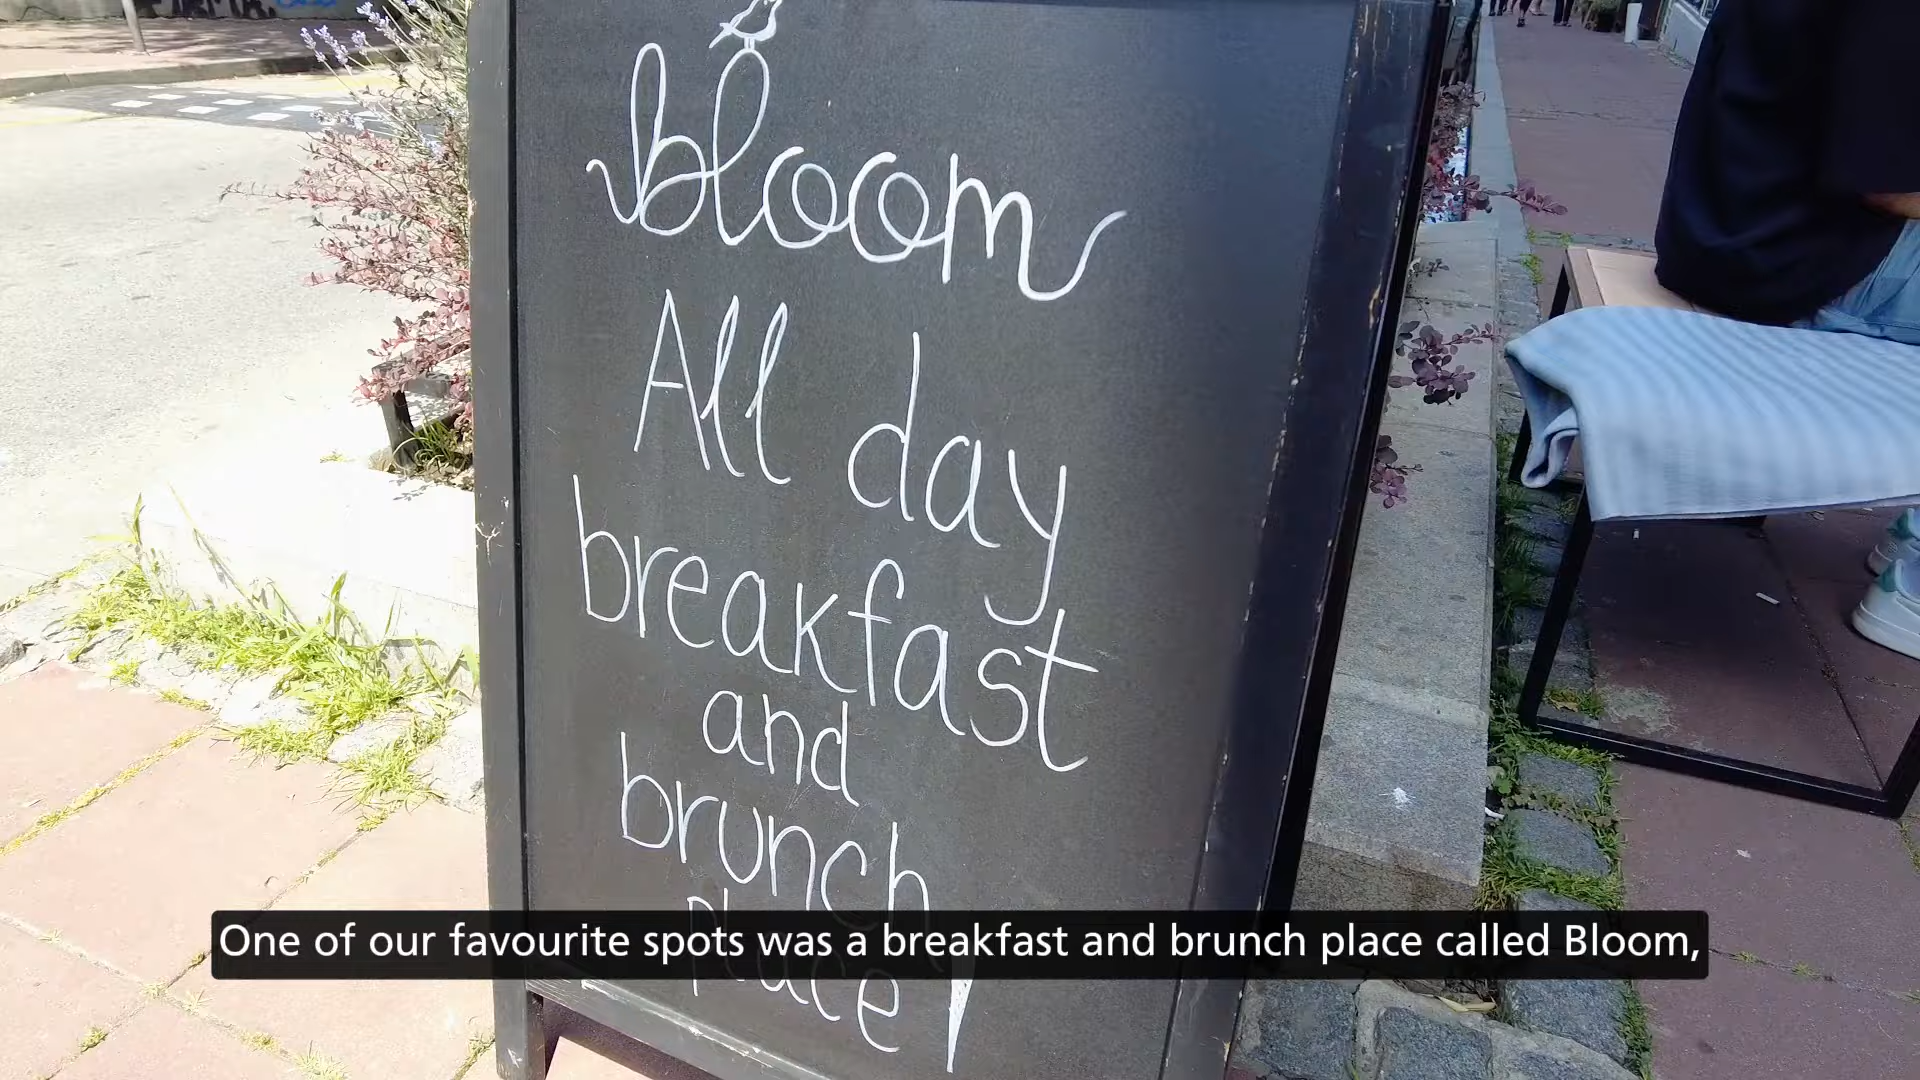 bloom
All day
breakfast
and
brunch
place!
One of our favourite spots was a breakfast and brunch place called Bloom,